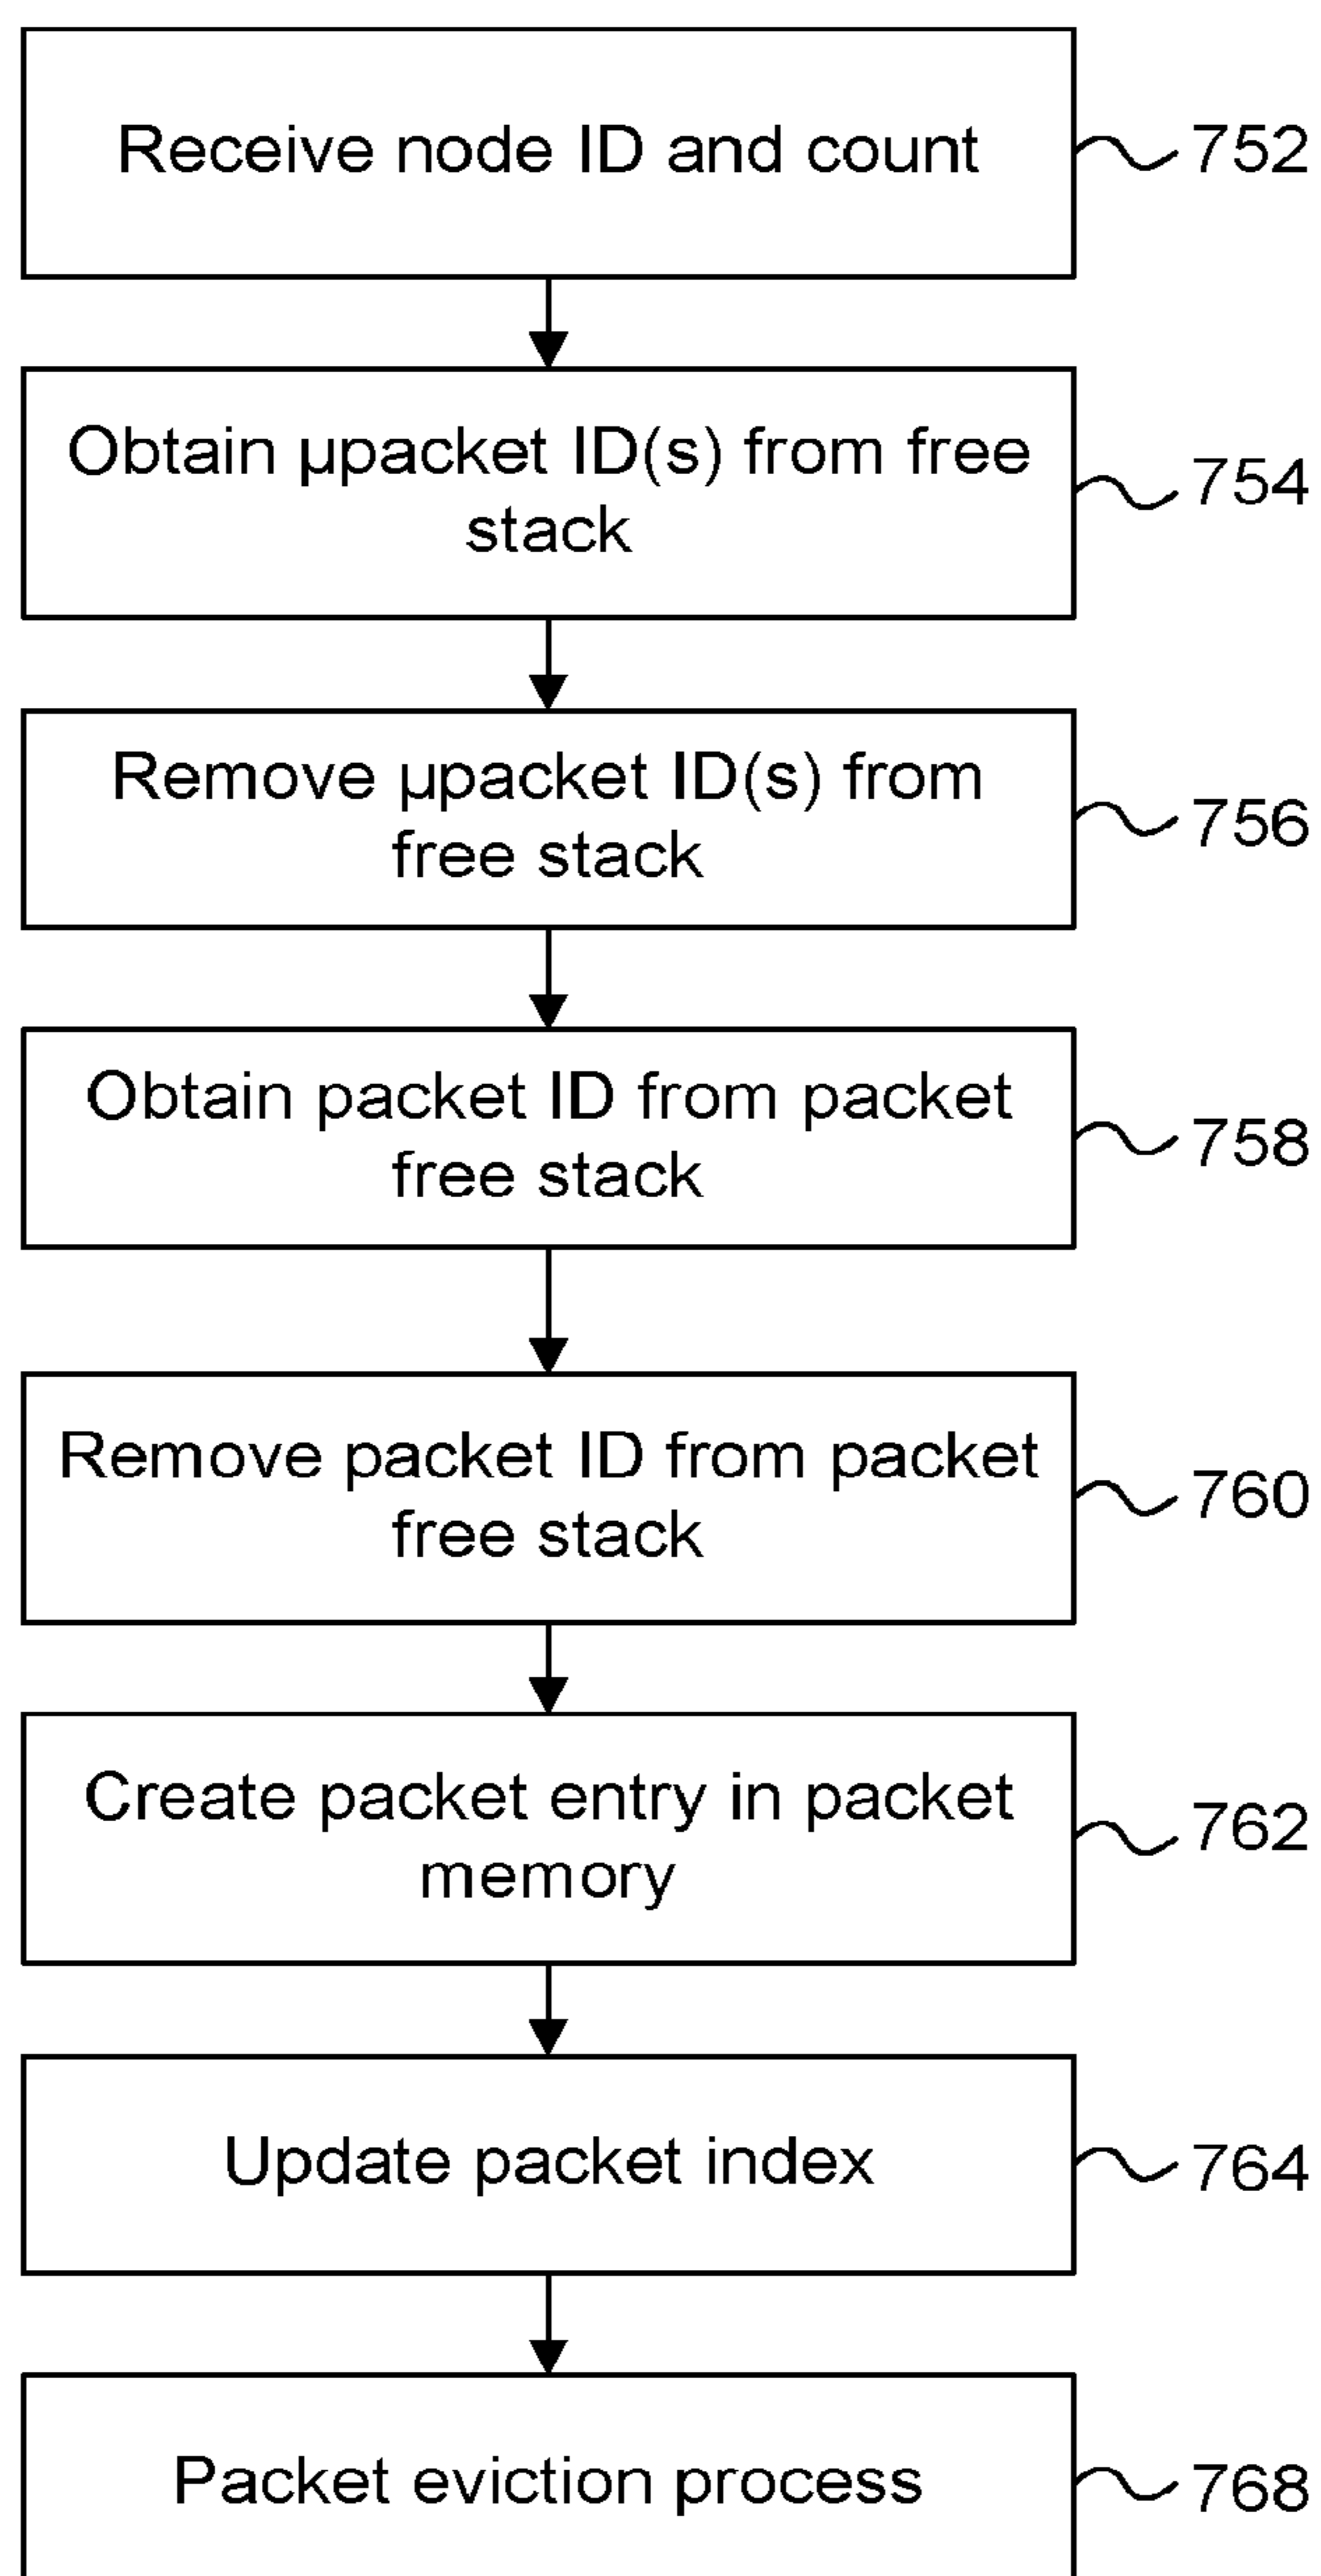 Receive node ID and count
752
Obtain µpacket ID(s) from free
stack
754
Remove µpacket ID(s) from
free stack
756
Obtain packet ID from packet
free stack
758
Remove packet ID from packet
free stack
760
Create packet entry in packet
memory
762
Update packet index
764
Packet eviction process
768